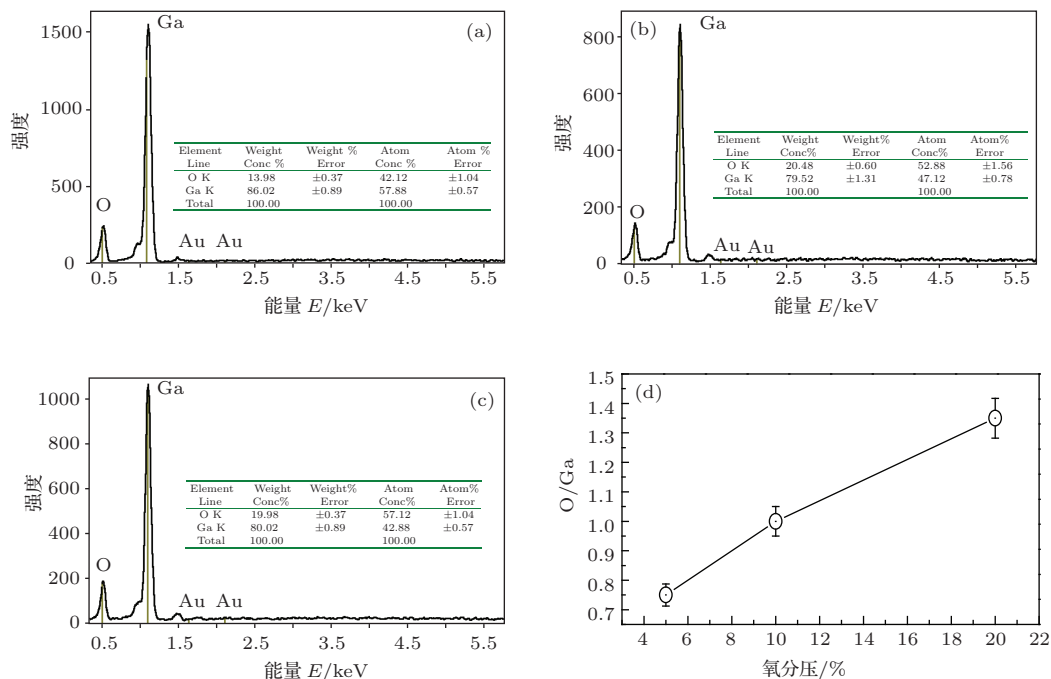 Ga
(a)
1500
1000
500
0
强度
Element Weight Weight % Atom Atom %
Line Conc % Error Conc % Error
O K 13.98 ±0.37 42.12 ±1.04
Ga K 86.02 ±0.89 57.88 ±0.57
Total 100.00 100.00
O
Au Au
0.5 1.5 2.5 3.5 4.5 5.5
能量 E/keV
Ga
(b)
800
600
400
200
0
强度
Element Weight Weight% Atom Atom%
Line Conc% Error Conc% Error
O K 20.48 ±0.60 52.88 ±1.56
Ga K 79.52 ±1.31 47.12 ±0.78
Total 100.00 100.00
O
Au Au
0.5 1.5 2.5 3.5 4.5 5.5
能量 E/keV
Ga
(c)
1000
800
600
400
200
0
强度
Element Weight Weight% Atom Atom%
Line Conc% Error Conc% Error
O K 19.98 ±0.37 57.12 ±1.04
Ga K 80.02 ±0.89 42.88 ±0.57
Total 100.00 100.00
O
Au Au
0.5 1.5 2.5 3.5 4.5 5.5
能量 E/keV
(d)
1.5
1.4
1.3
1.2
1.1
1.0
0.9
0.8
0.7
O/Ga
4 6 8 10 12 14 16 18 20 22
氧分压/%